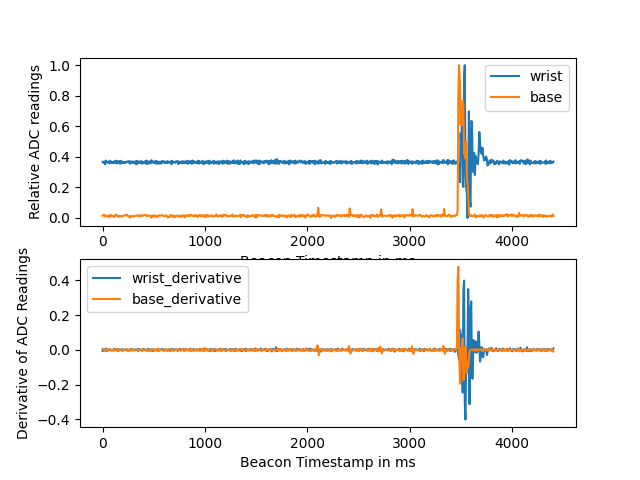 Relative ADC readings
1.0
0.8
0.6
0.4
0.2
0.0
wrist
base
0 1000 2000 3000 4000
Beacon Timestamp in ms
Derivative of ADC Readings
0.4
0.2
0.0
−0.2
−0.4
wrist_derivative
base_derivative
0 1000 2000 3000 4000
Beacon Timestamp in ms